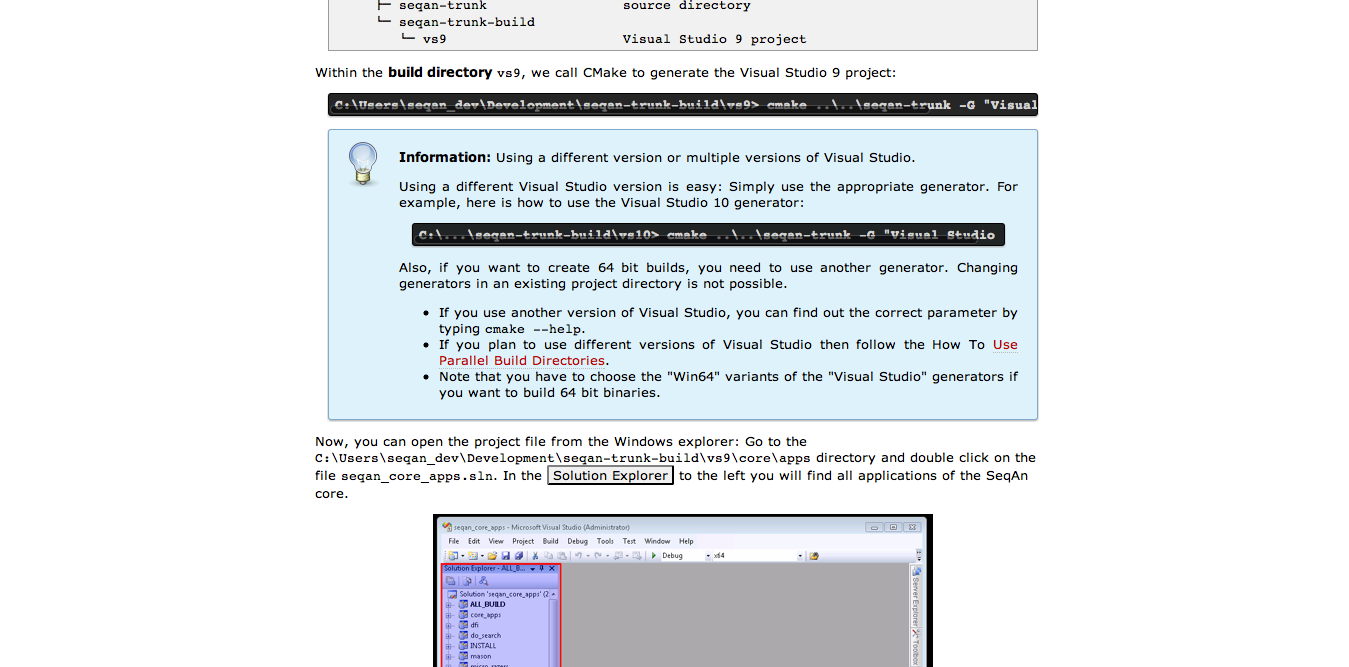 ├─ seqan-trunk source directory
└─ seqan-trunk-build
└─ vs9 Visual Studio 9 project
Within the build directory vs9, we call CMake to generate the Visual Studio 9 project:
C:\Users\seqan_dev\Development\seqan-trunk-build\vs9> cmake ..\..\seqan-trunk -G "Visual
Information: Using a different version or multiple versions of Visual Studio.
Using a different Visual Studio version is easy: Simply use the appropriate generator. For
example, here is how to use the Visual Studio 10 generator:
C:\...\seqan-trunk-build\vs10> cmake ..\..\seqan-trunk -G "Visual Studio
Also, if you want to create 64 bit builds, you need to use another generator. Changing
generators in an existing project directory is not possible.
• If you use another version of Visual Studio, you can find out the correct parameter by
typing cmake --help.
• If you plan to use different versions of Visual Studio then follow the How To Use
Parallel Build Directories.
• Note that you have to choose the "Win64" variants of the "Visual Studio" generators if
you want to build 64 bit binaries.
Now, you can open the project file from the Windows explorer: Go to the
C:\Users\seqan_dev\Development\seqan-trunk-build\vs9\core\apps directory and double click on the
file seqan_core_apps.sln. In the Solution Explorer to the left you will find all applications of the SeqAn
core.
seqan_core_apps - Microsoft Visual Studio (Administrator)
File Edit View Project Build Debug Tools Test Window Help
Debug x64
Solution Explorer - ALL_B...
Solution 'seqan_core_apps' (2
ALL_BUILD
core_apps
dfi
do_search
INSTALL
mason
micro_razers
Server Explorer
Toolbox